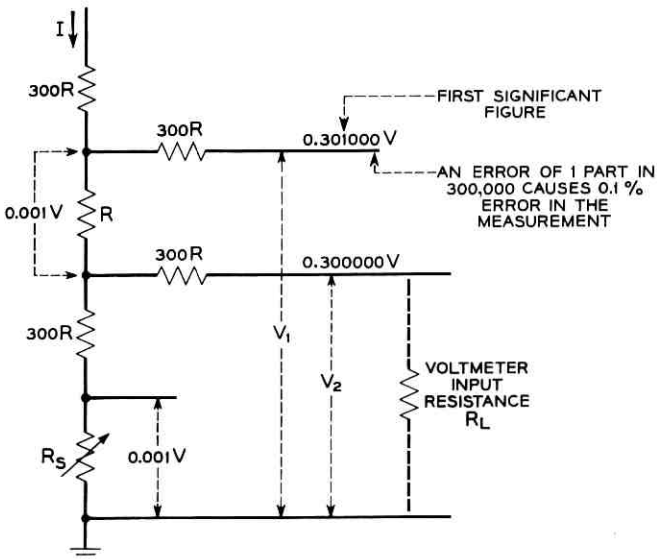 I
300R
300R
0.301000 V
FIRST SIGNIFICANT
FIGURE
AN ERROR OF 1 PART IN
300,000 CAUSES 0.1 %
ERROR IN THE
MEASUREMENT
0.001 V
R
300R
0.300000 V
300R
V1
V2
VOLTMETER
INPUT
RESISTANCE
RL
RS
0.001 V